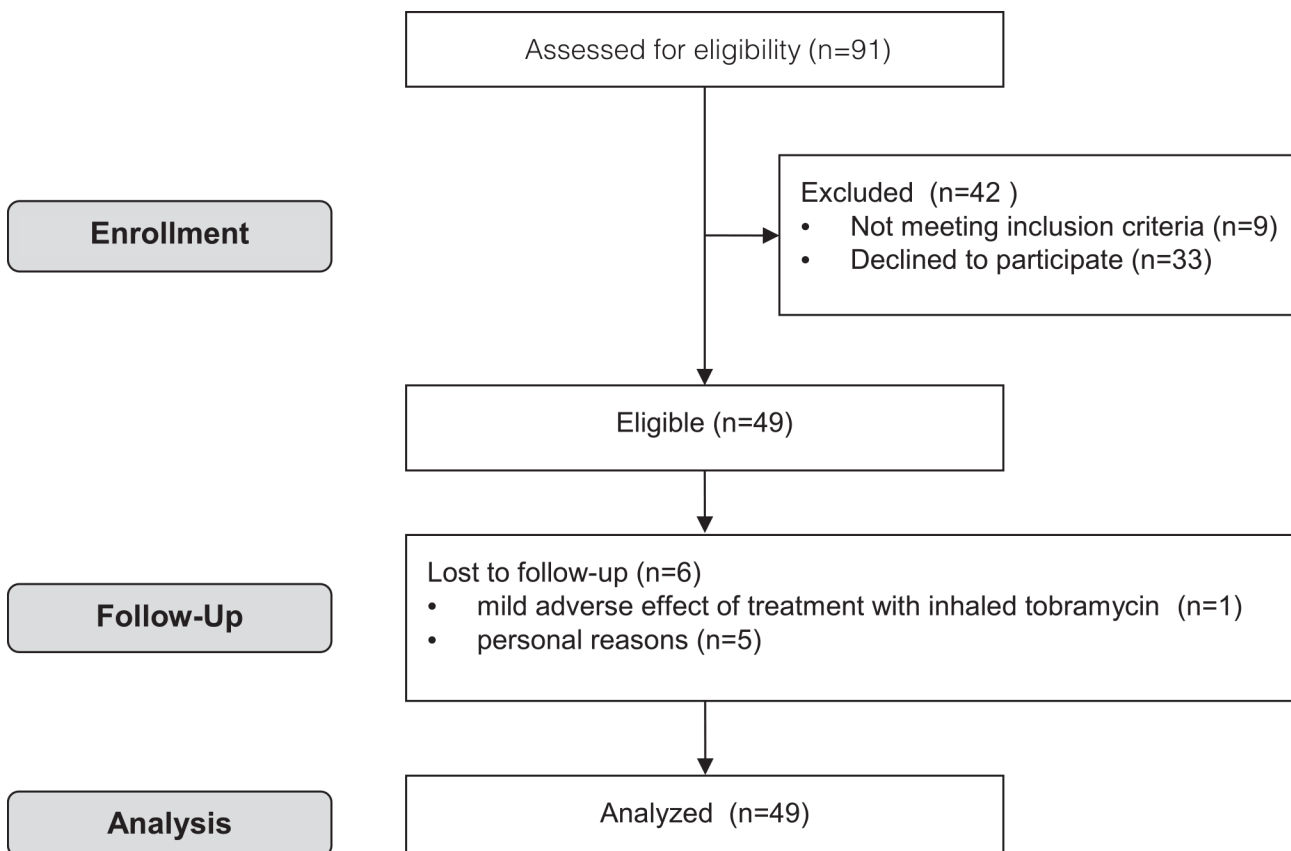 Assessed for eligibility (n=91)
Enrollment
Excluded (n=42 )
• Not meeting inclusion criteria (n=9)
• Declined to participate (n=33)
Eligible (n=49)
Follow-Up
Lost to follow-up (n=6)
• mild adverse effect of treatment with inhaled tobramycin (n=1)
• personal reasons (n=5)
Analysis
Analyzed (n=49)